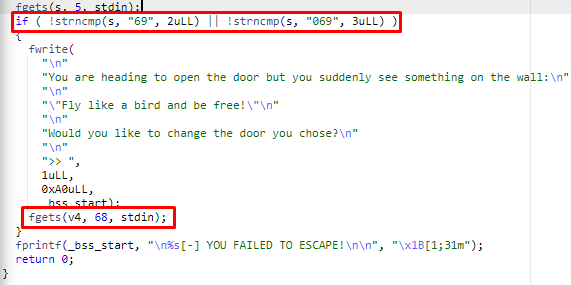 fgets(s, 5, stdin);
if ( !strncmp(s, "69", 2uLL) || !strncmp(s, "069", 3uLL) )
{
fwrite(
"\n"
"You are heading to open the door but you suddenly see something on the wall:\n"
"\n"
"\"Fly like a bird and be free!\"\n"
"\n"
"Would you like to change the door you chose?\n"
"\n"
">> ",
1uLL,
0xA0uLL,
_bss_start);
fgets(v4, 68, stdin);
}
fprintf(_bss_start, "\n%s[-] YOU FAILED TO ESCAPE!\n\n", "\x1B[1;31m");
return 0;
}